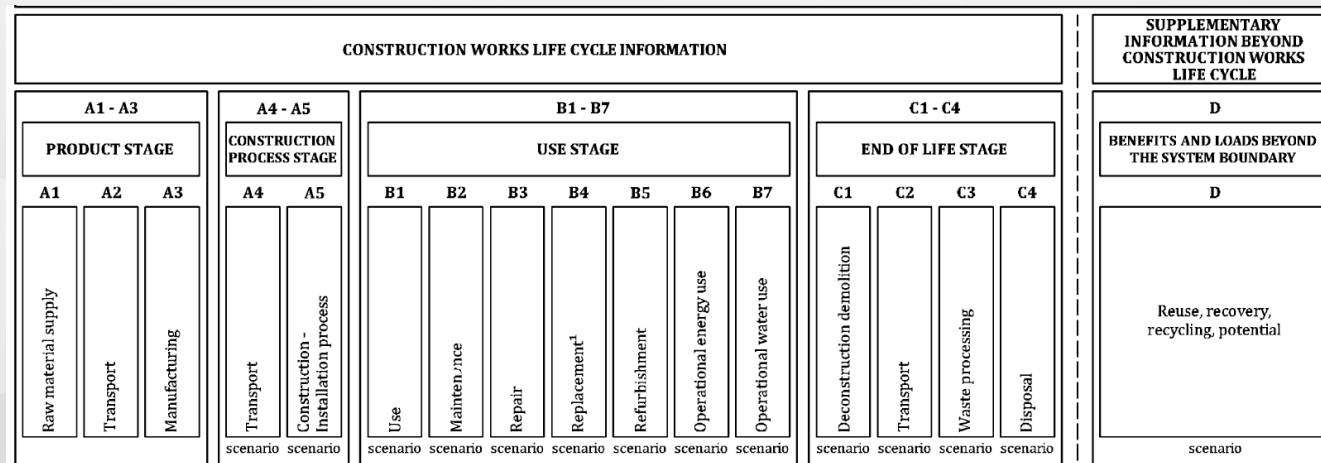 CONSTRUCTION WORKS LIFE CYCLE INFORMATION
SUPPLEMENTARY
INFORMATION BEYOND
CONSTRUCTION WORKS
LIFE CYCLE
A1 - A3
A4 - A5
B1 - B7
C1 - C4
D
PRODUCT STAGE
CONSTRUCTION
PROCESS STAGE
USE STAGE
END OF LIFE STAGE
BENEFITS AND LOADS BEYOND
THE SYSTEM BOUNDARY
A1
A2
A3
A4
A5
B1
B2
B3
B4
B5
B6
B7
C1
C2
C3
C4
D
Raw material supply
Transport
Manufacturing
Transport
Construction -
Installation process
Use
Maintenance
Repair
Replacement¹
Refurbishment
Operational energy use
Operational water use
Deconstruction demolition
Transport
Waste processing
Disposal
Reuse, recovery,
recycling, potential
scenario
scenario
scenario
scenario
scenario
scenario
scenario
scenario
scenario
scenario
scenario
scenario
scenario
scenario